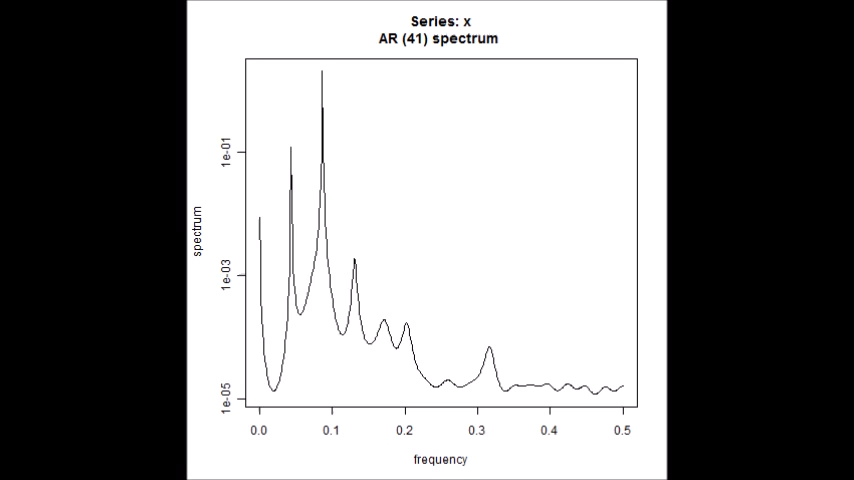 Series: x
AR (41) spectrum
spectrum
1e-01
1e-03
1e-05
0.0 0.1 0.2 0.3 0.4 0.5
frequency